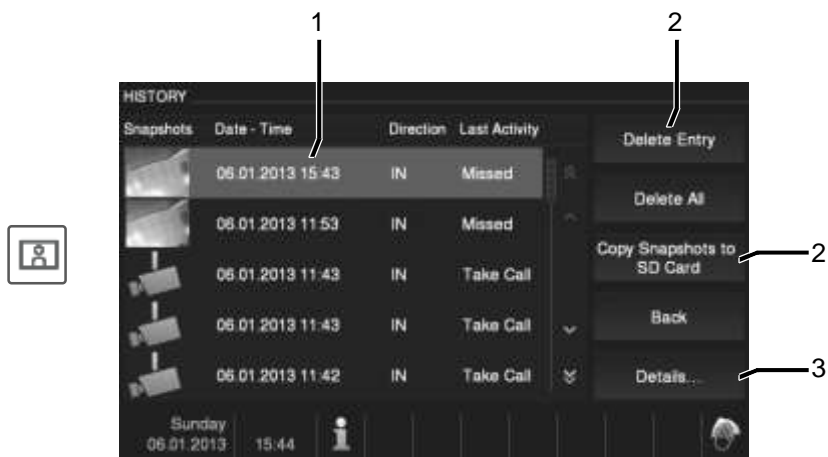 1
2
HISTORY
Snapshots Date - Time Direction Last Activity
Delete Entry
06.01.2013 15:43 IN Missed
Delete All
06.01.2013 11:53 IN Missed
Copy Snapshots to
SD Card
2
06.01.2013 11:43 IN Take Call
Back
06.01.2013 11:43 IN Take Call
06.01.2013 11:42 IN Take Call
Details...
3
Sunday
06.01.2013 15:44